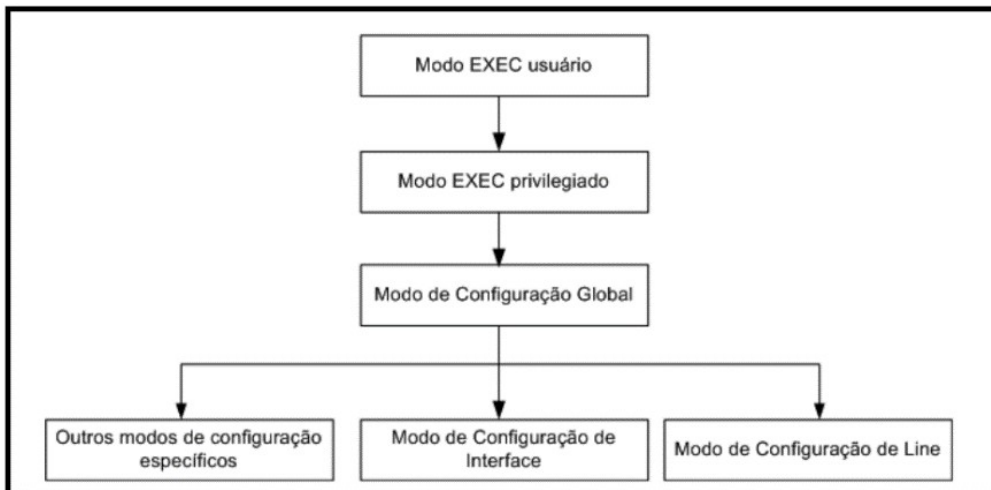 Modo EXEC usuário
Modo EXEC privilegiado
Modo de Configuração Global
Outros modos de configuração
específicos
Modo de Configuração de
Interface
Modo de Configuração de Line